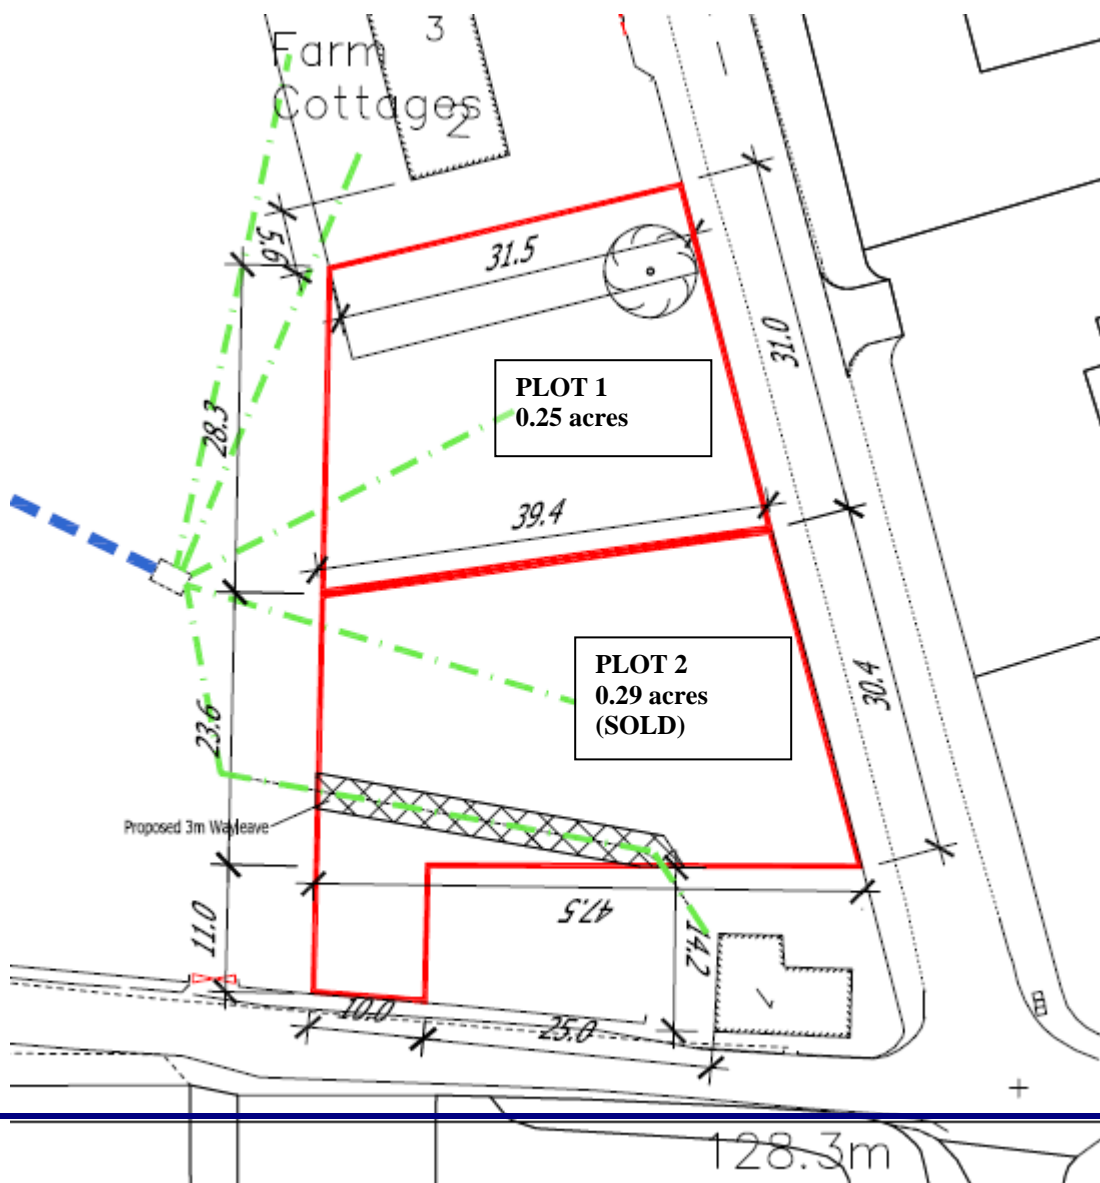 3
Farm
Cottages
2
5.6
31.5
31.0
28.3
PLOT 1
0.25 acres
39.4
PLOT 2
0.29 acres
(SOLD)
30.4
23.6
Proposed 3m Wayleave
47.5
11.0
14.2
1
10.0
25.0
128.3m